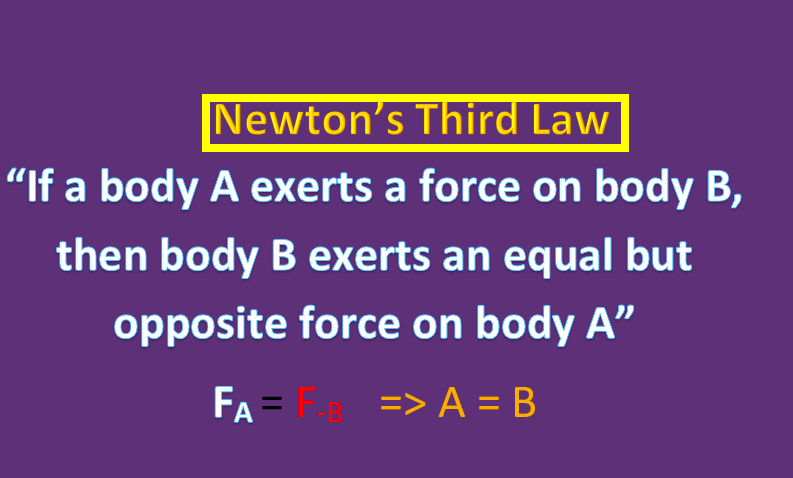 Newton’s Third Law
“If a body A exerts a force on body B,
then body B exerts an equal but
opposite force on body A”
F_A = F_-B => A = B